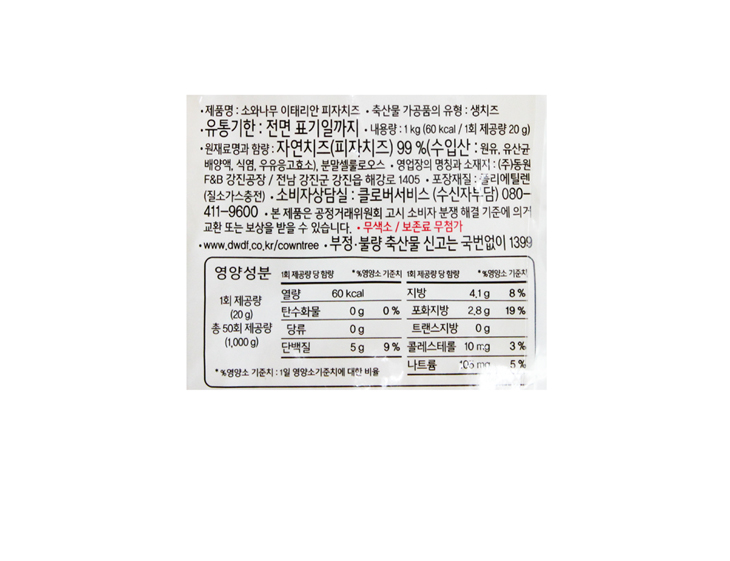 •제품명 : 소와나무 이태리안 피자치즈 •축산물 가공품의 유형 : 생치즈
•유통기한 : 전면 표기일까지 •내용량 : 1 kg (60 kcal / 1회 제공량 20 g)
•원재료명과 함량 : 자연치즈(피자치즈) 99 %(수입산 : 원유, 유산균
배양액, 식염, 우유응고효소), 분말셀룰로오스 •영업장의 명칭과 소재지 : (주)동원
F&B 강진공장 / 전남 강진군 강진읍 해강로 1405 •포장재질 : 폴리에틸렌
(질소가스충전) •소비자상담실 : 클로버서비스 (수신자부담) 080-
411-9600 •본 제품은 공정거래위원회 고시 소비자 분쟁 해결 기준에 의거
교환 또는 보상을 받을 수 있습니다. •무색소 / 보존료 무첨가
•www.dwdf.co.kr/cowntree •부정·불량 축산물 신고는 국번없이 1399
영양성분 1회 제공량 당 함량 *%영양소 기준치 1회 제공량 당 함량 *%영양소 기준치
1회 제공량
(20 g)
총 50회 제공량
(1,000 g)
열량 60 kcal 지방 4.1 g 8 %
탄수화물 0 g 0 % 포화지방 2.8 g 19 %
당류 0 g 트랜스지방 0 g
단백질 5 g 9 % 콜레스테롤 10 mg 3 %
나트륨 mg 5 %
*%영양소 기준치 : 1일 영양소기준치에 대한 비율